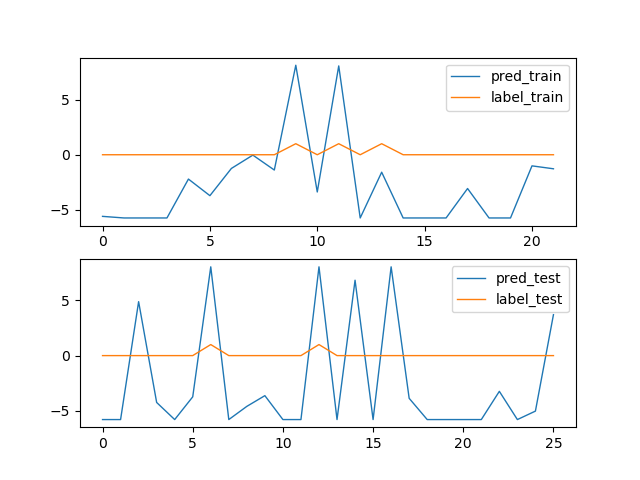 pred_train
label_train
5
0
−5
0 5 10 15 20
pred_test
label_test
5
0
−5
0 5 10 15 20 25